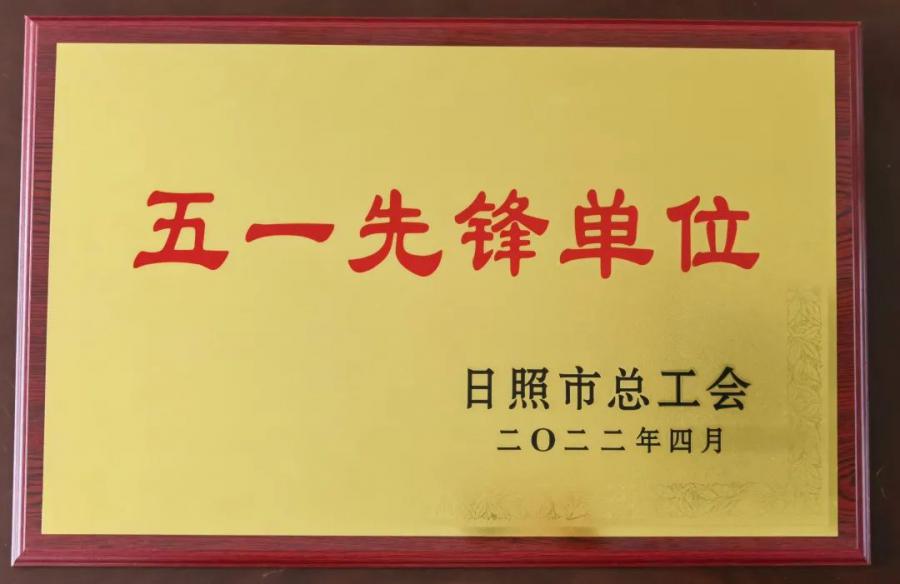 五一先锋单位
日照市总工会
二〇二二年四月